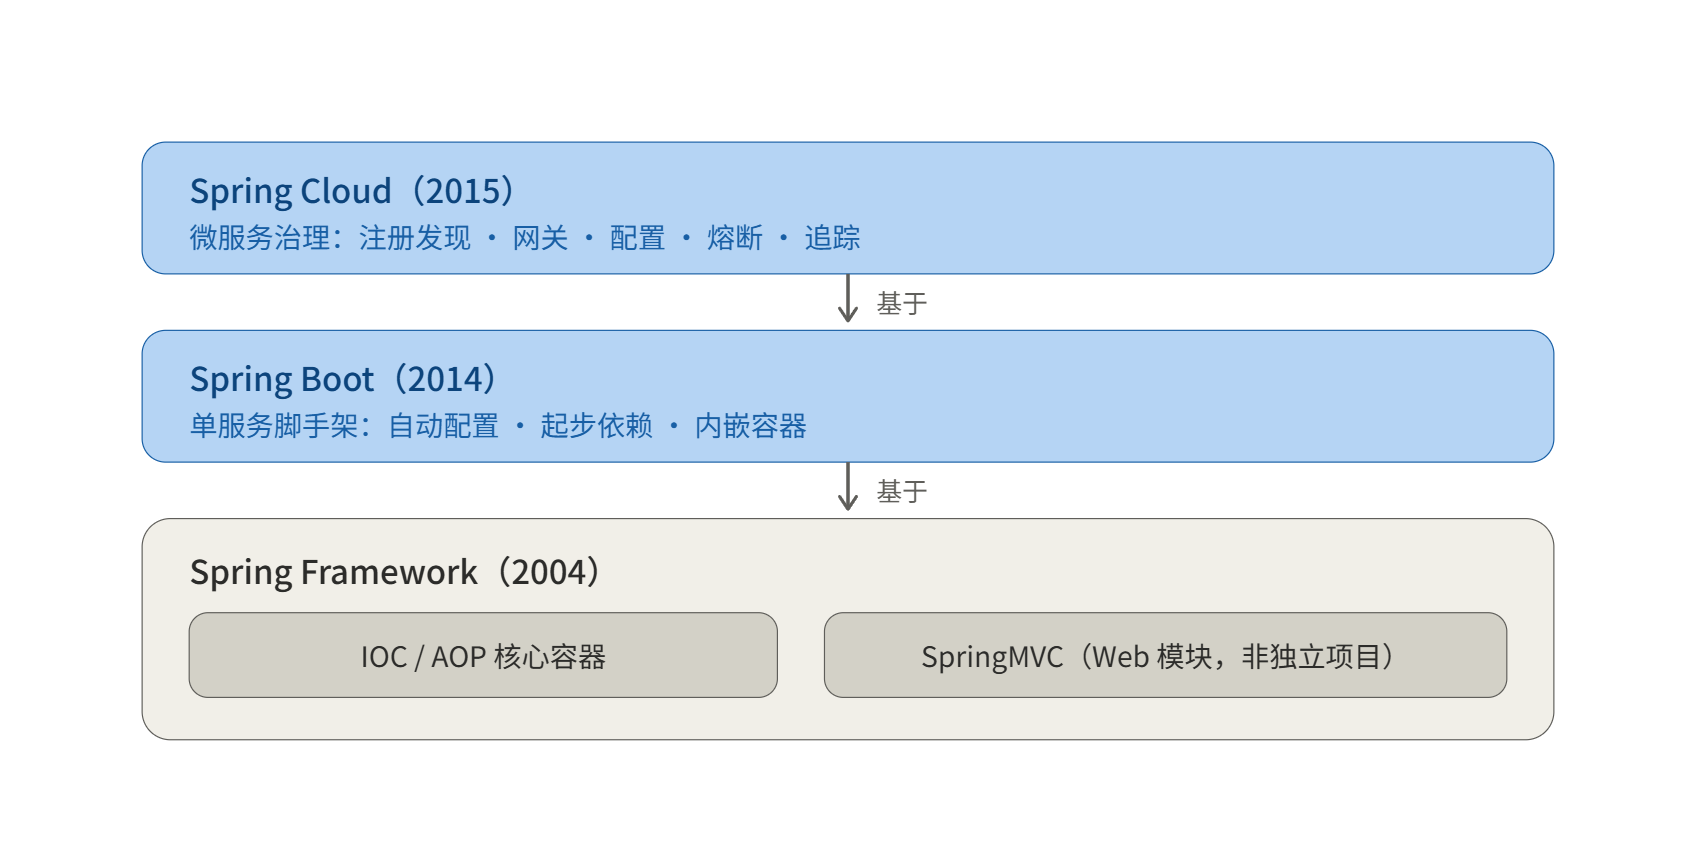 Spring Cloud（2015）
微服务治理：注册发现 · 网关 · 配置 · 熔断 · 追踪
基于
Spring Boot（2014）
单服务脚手架：自动配置 · 起步依赖 · 内嵌容器
基于
Spring Framework（2004）
IOC / AOP 核心容器
SpringMVC（Web 模块，非独立项目）